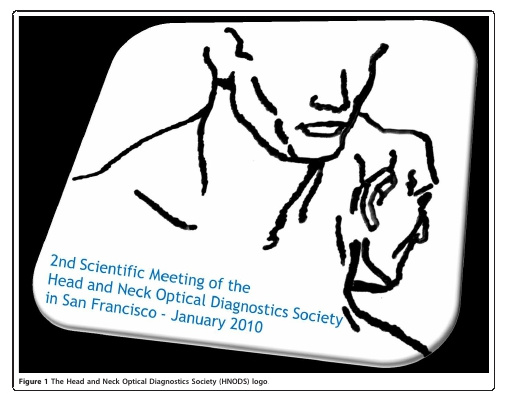 2nd Scientific Meeting of the
Head and Neck Optical Diagnostics Society
in San Francisco - January 2010
Figure 1 The Head and Neck Optical Diagnostics Society (HNODS) logo